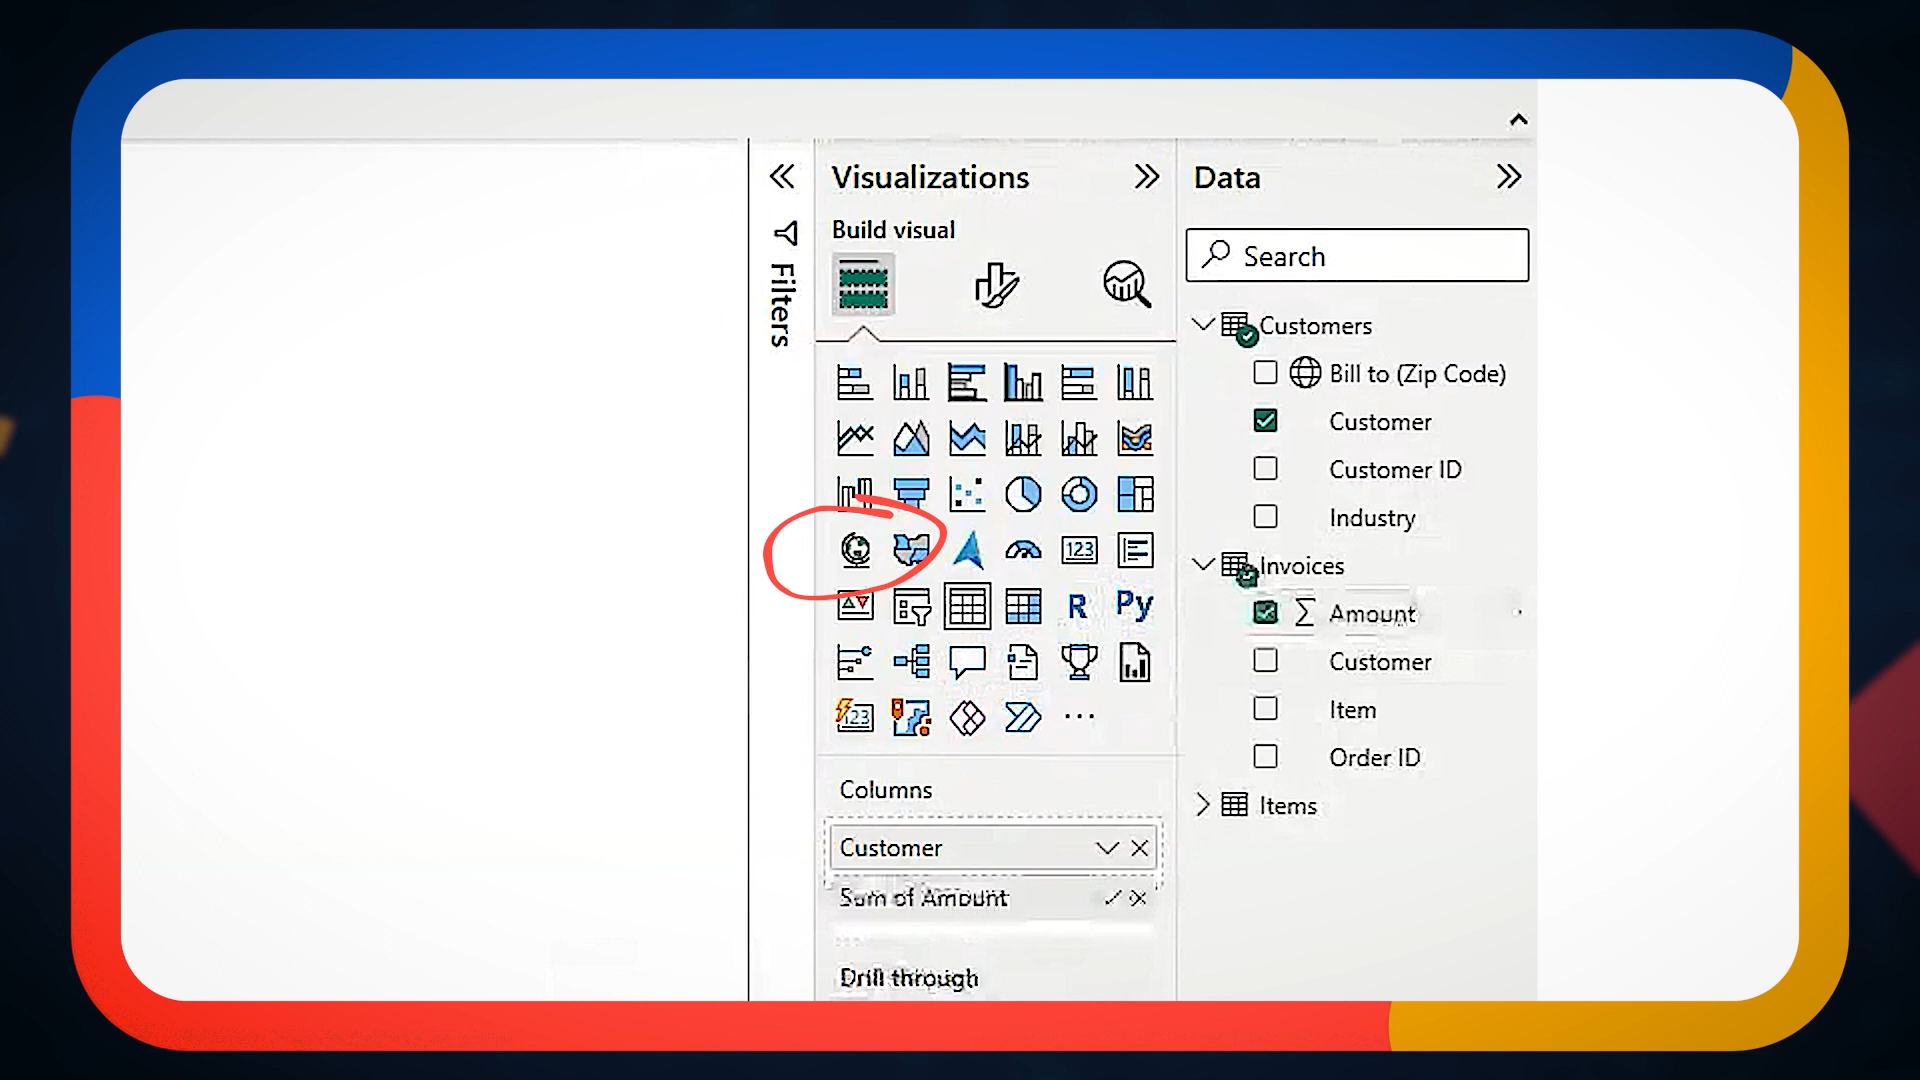 Filters
Visualizations
Build visual
123
R
Py
123
Columns
Customer
Sum of Amount
Drill through
Data
Search
Customers
Bill to (Zip Code)
Customer
Customer ID
Industry
Invoices
Amount
Customer
Item
Order ID
Items